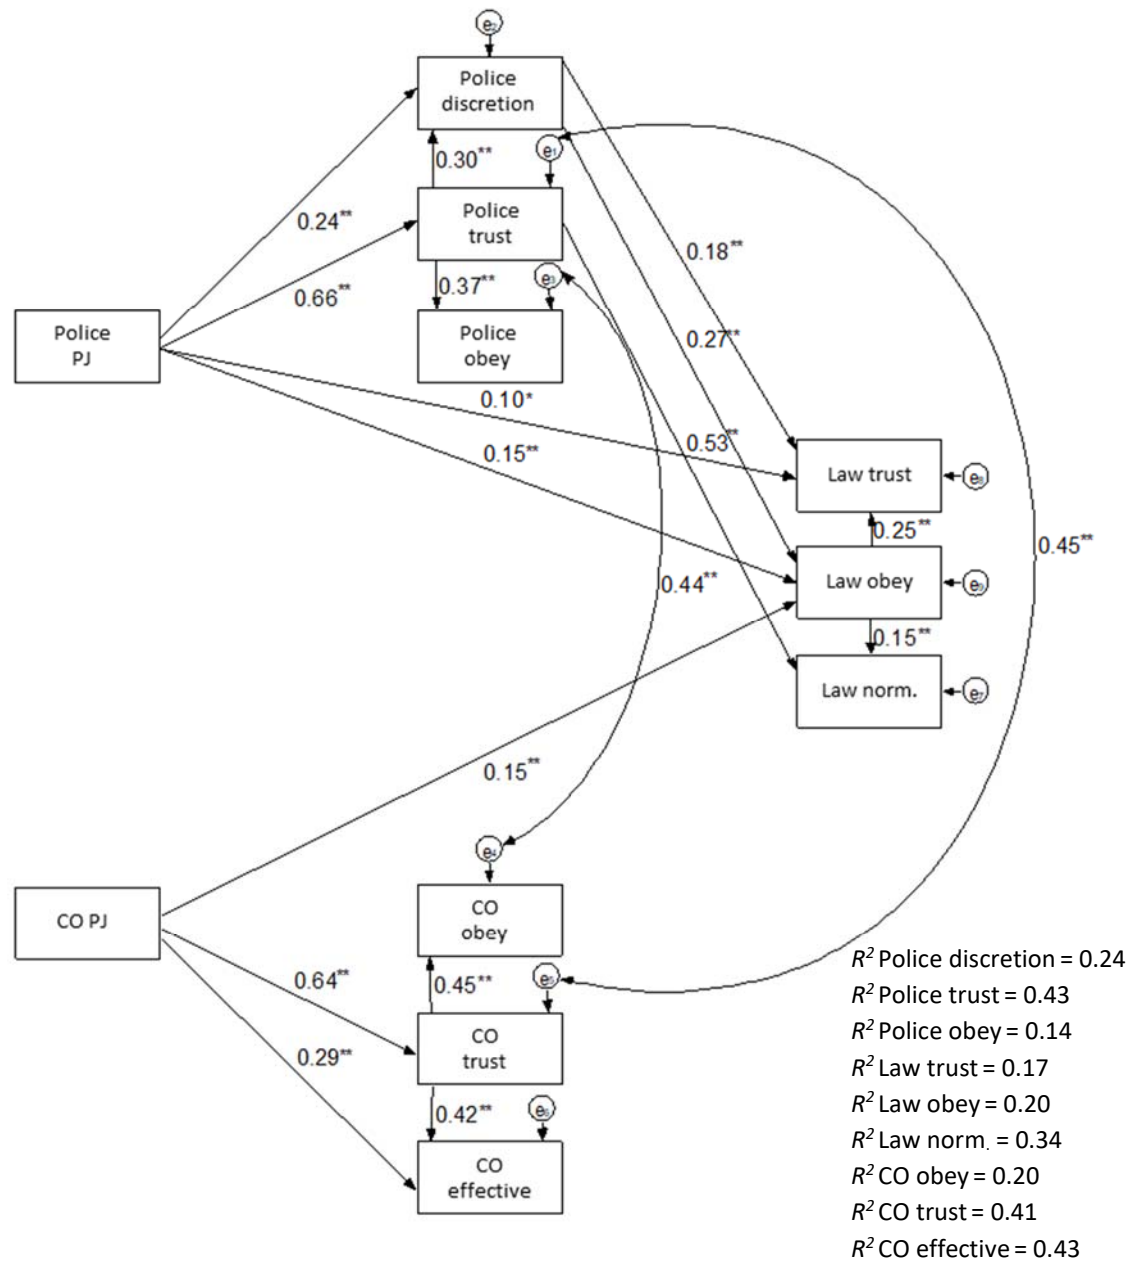 e₂
Police
discretion
0.30**
e₁
0.24**
Police
trust
0.18**
0.66**
0.37**
e₃
Police
PJ
Police
obey
0.27**
0.10*
0.53**
0.15**
Law trust
e₈
0.25**
0.45**
Law obey
e₉
0.44**
0.15**
Law norm.
e₇
0.15**
e₄
CO PJ
CO
obey
0.64**
0.45**
e₅
CO
trust
0.29**
0.42**
e₆
CO
effective
R² Police discretion = 0.24
R² Police trust = 0.43
R² Police obey = 0.14
R² Law trust = 0.17
R² Law obey = 0.20
R² Law norm. = 0.34
R² CO obey = 0.20
R² CO trust = 0.41
R² CO effective = 0.43